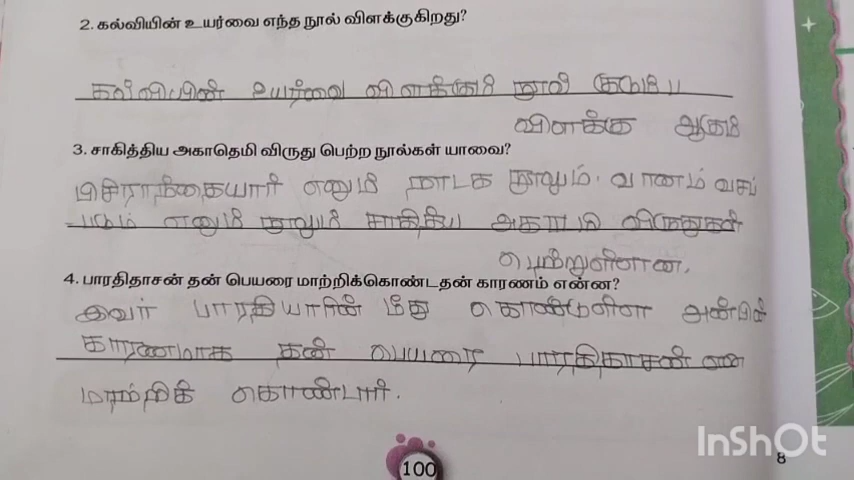 2. கல்வியின் உயர்வை எந்த நூல் விளக்குகிறது?
கல்வியின் உயர்வை விளக்கும் நூல் குடும்ப
விளக்கு ஆகும்
3. சாகித்திய அகாதெமி விருது பெற்ற நூல்கள் யாவை?
பிசிராந்தையார் எனும் நாடக நூலும். வானம் வசப்
படும் எனும் நூலும் சாகித்திய அகாடமி விருதுகள்
பெற்றுள்ளன.
4. பாரதிதாசன் தன் பெயரை மாற்றிக்கொண்டதன் காரணம் என்ன?
இவர் பாரதியாரின் மீது கொண்டுள்ள அன்பின்
காரணமாக தன் பெயரை பாரதிதாசன் என
மாற்றிக் கொண்டார்.
100
8
InShOt